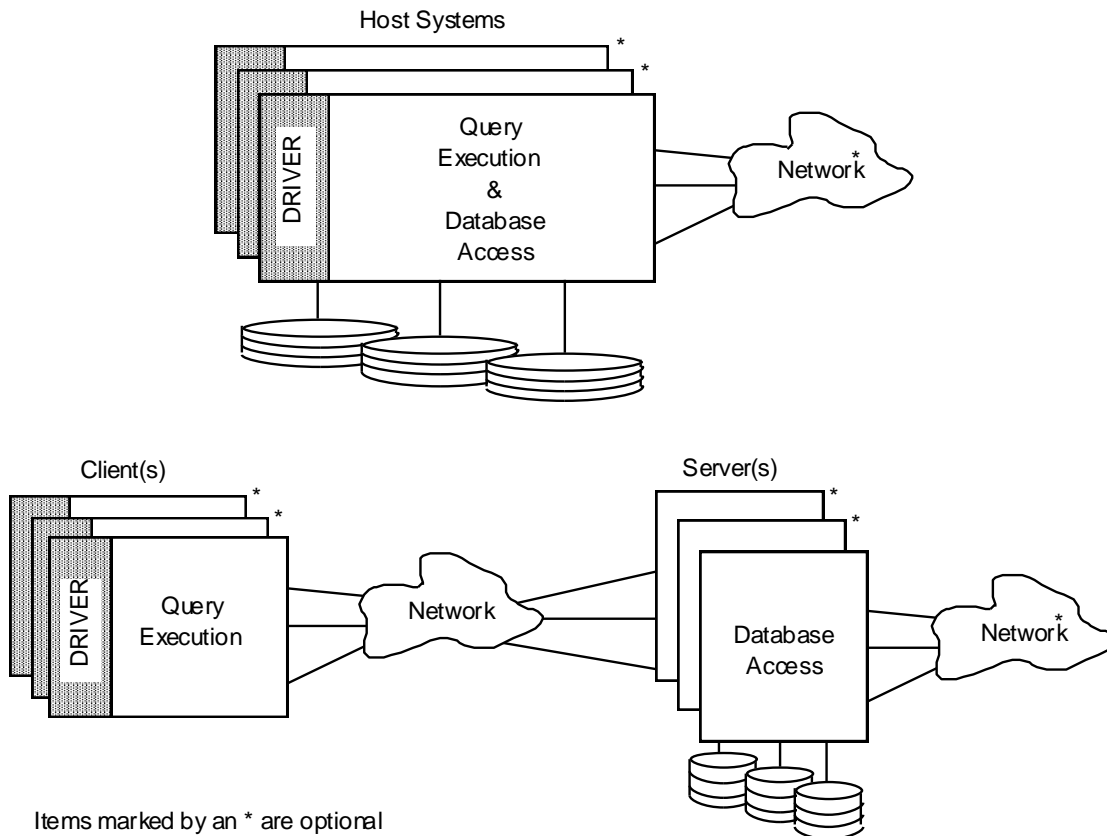 Host Systems
*
*
DRIVER
Query
Execution
&
Database
Access
Network*
Client(s)
*
*
DRIVER
Query
Execution
Network
Server(s)
*
*
Database
Access
Network*
Items marked by an * are optional